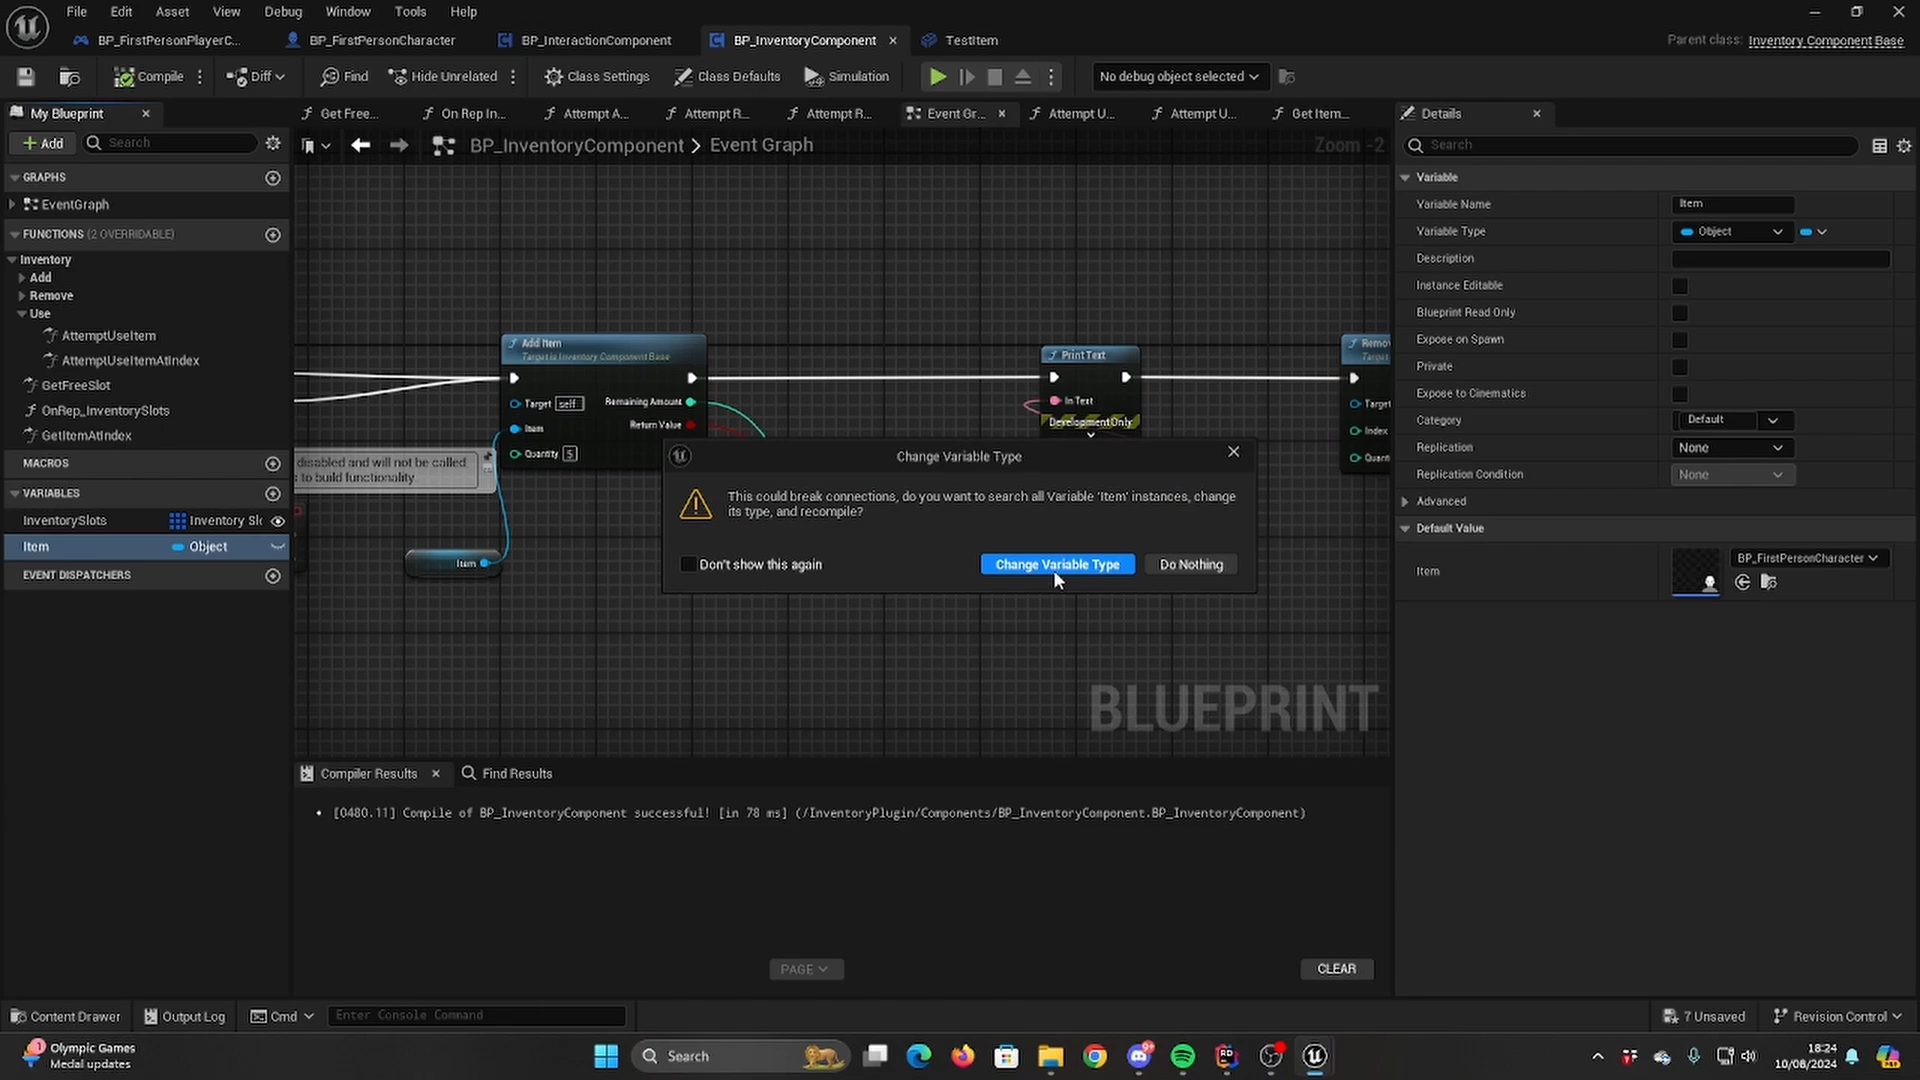 File Edit View Debug Window Tools Help
BP_FirstPersonPlayerC... BP_FirstPersonCharacter BP_InteractionComponent BP_InventoryComponent TestItem
Parent class: Inventory Component Base
Compile Diff Find Hide Unrelated Class Settings Class Defaults Simulation No debug object selected
My Blueprint
Add Search
GRAPHS
EventGraph
FUNCTIONS (2 OVERRIDABLE)
Inventory
Add
Remove
Use
AttemptUseItem
AttemptUseItemAtIndex
GetFreeSlot
OnRep_InventorySlots
GetItemAtIndex
MACROS
VARIABLES
InventorySlots Inventory Slo
Item Object
EVENT DISPATCHERS
Get Free... On Rep In... Attempt A... Attempt R... Attempt R... Event Gr... Attempt U... Attempt U... Get Item...
BP_InventoryComponent > Event Graph
Zoom -2
Add Item
Target is Inventory Component Base
Target self
Remaining Amount
Item
Return Value
Quantity 5
disabled and will not be called.
s to build functionality.
Item
Print Text
In Text
Development Only
Remov
Target
Target
Index
Quant
BLUEPRINT
Change Variable Type
This could break connections, do you want to search all Variable 'Item' instances, change
its type, and recompile?
Don't show this again
Change Variable Type
Do Nothing
Compiler Results Find Results
[0480.11] Compile of BP_InventoryComponent successful! [in 78 ms] (/InventoryPlugin/Components/BP_InventoryComponent.BP_InventoryComponent)
PAGE
CLEAR
Details
Search
Variable
Variable Name Item
Variable Type Object
Description
Instance Editable
Blueprint Read Only
Expose on Spawn
Private
Expose to Cinematics
Category Default
Replication None
Replication Condition None
Advanced
Default Value
Item BP_FirstPersonCharacter
Content Drawer Output Log Cmd Enter Console Command
7 Unsaved Revision Control
Olympic Games
Medal updates
Search
18:24
10/08/2024